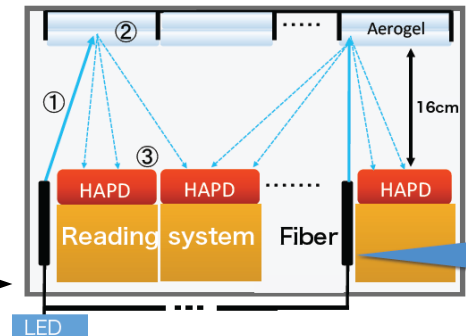 ② ····· Aerogel
①
16cm
③
HAPD HAPD ······· HAPD
Reading system Fiber
LED